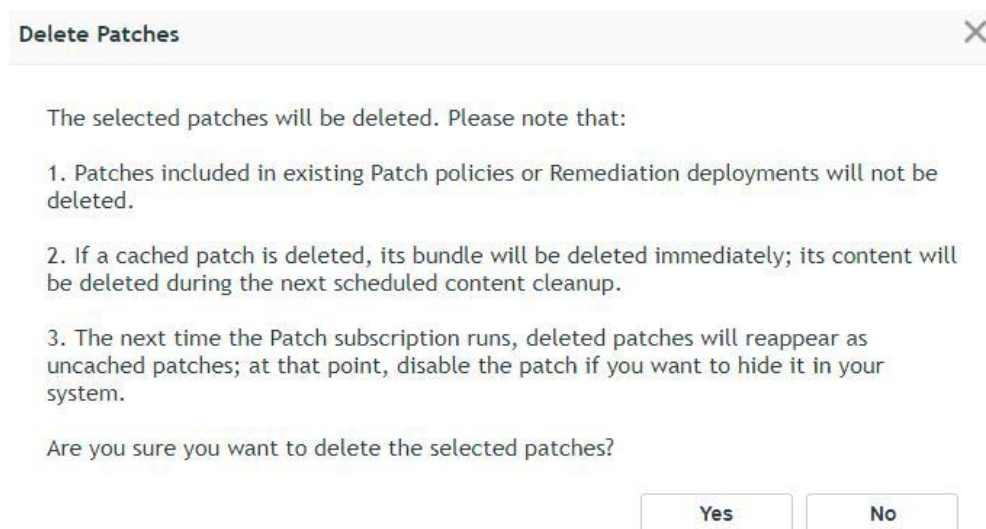 Delete Patches
The selected patches will be deleted. Please note that:
1. Patches included in existing Patch policies or Remediation deployments will not be
deleted.
2. If a cached patch is deleted, its bundle will be deleted immediately; its content will
be deleted during the next scheduled content cleanup.
3. The next time the Patch subscription runs, deleted patches will reappear as
uncached patches; at that point, disable the patch if you want to hide it in your
system.
Are you sure you want to delete the selected patches?
Yes No